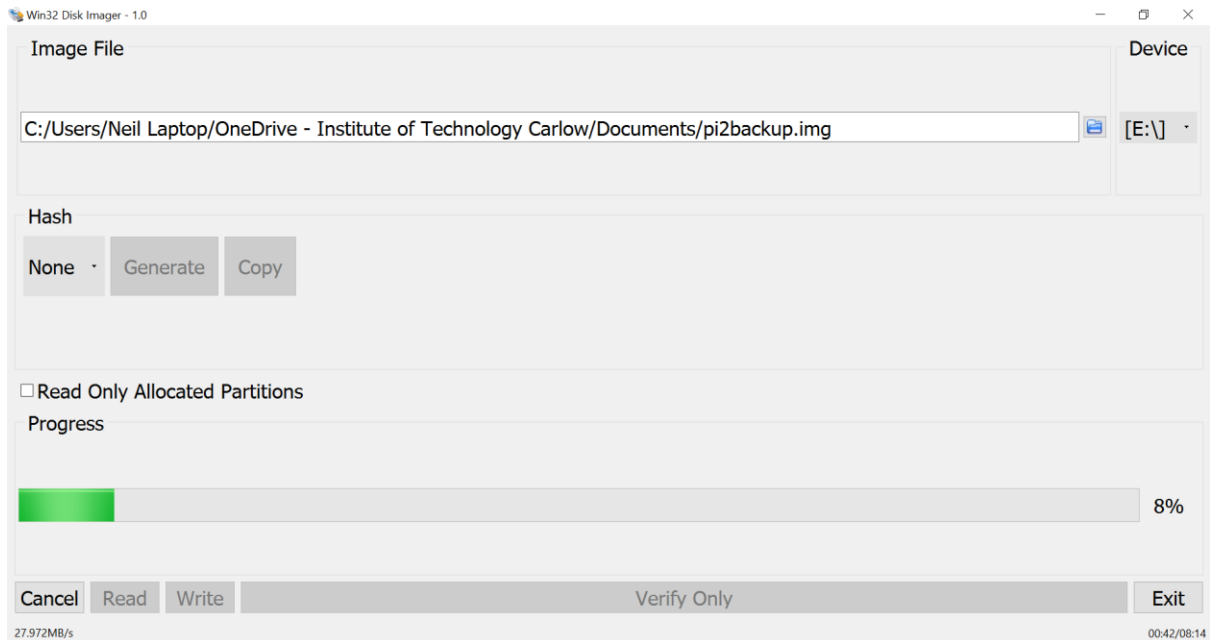 Win32 Disk Imager - 1.0
Image File
Device
C:/Users/Neil Laptop/OneDrive - Institute of Technology Carlow/Documents/pi2backup.img
[E:\]
Hash
None Generate Copy
Read Only Allocated Partitions
Progress
8%
Cancel Read Write Verify Only Exit
27.972MB/s 00:42/08:14